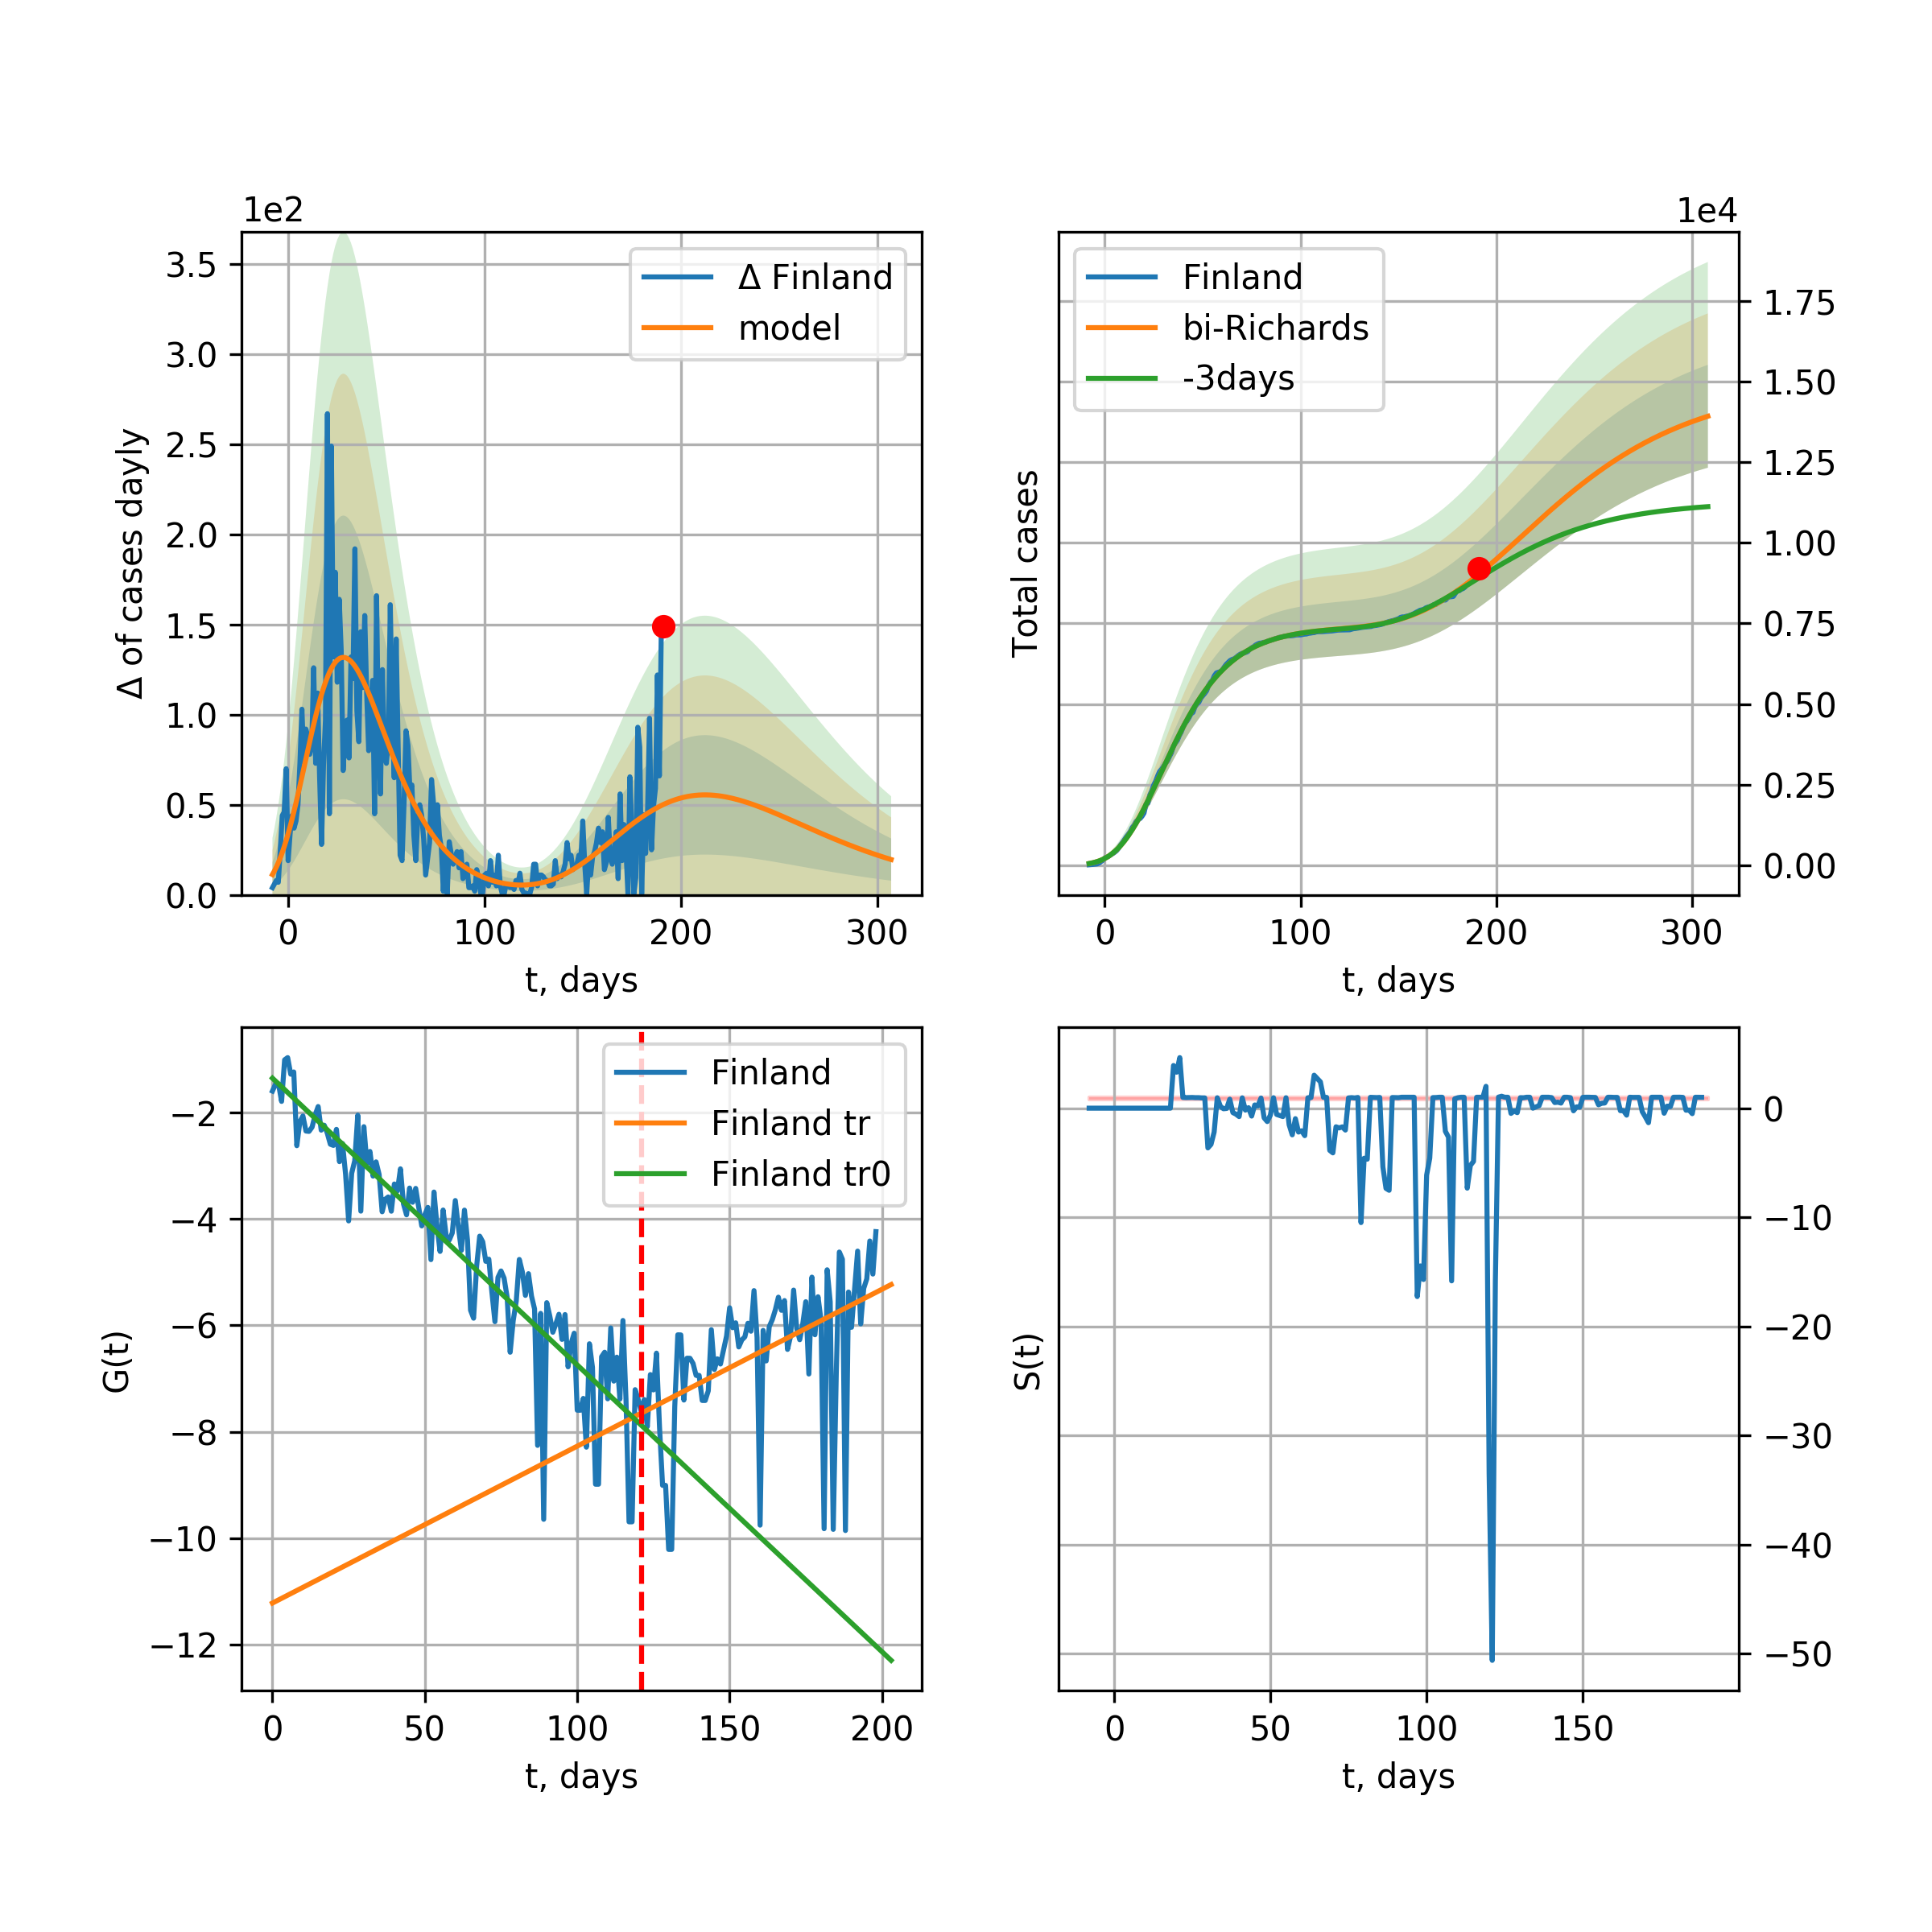 1e2
3.5
3.0
2.5
2.0
1.5
1.0
0.5
0.0
Δ of cases dayly
Δ Finland
model
0 100 200 300
t, days
1e4
Finland
bi-Richards
-3days
Total cases
1.75
1.50
1.25
1.00
0.75
0.50
0.25
0.00
0 100 200 300
t, days
Finland
Finland tr
Finland tr0
−2
−4
−6
−8
−10
−12
G(t)
0 50 100 150 200
t, days
S(t)
0
−10
−20
−30
−40
−50
0 50 100 150
t, days